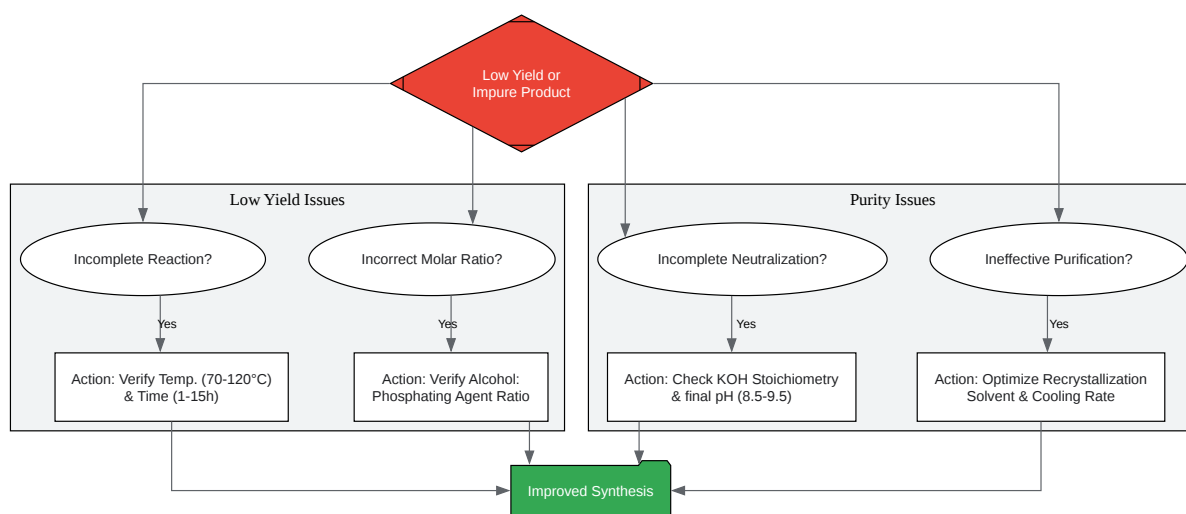 Low Yield or
Impure Product
Low Yield Issues
Purity Issues
Incomplete Reaction?
Incorrect Molar Ratio?
Incomplete Neutralization?
Ineffective Purification?
Yes
Yes
Yes
Yes
Action: Verify Temp. (70-120°C)
& Time (1-15h)
Action: Verify Alcohol:
Phosphating Agent Ratio
Action: Check KOH Stoichiometry
& final pH (8.5-9.5)
Action: Optimize Recrystallization
Solvent & Cooling Rate
Improved Synthesis